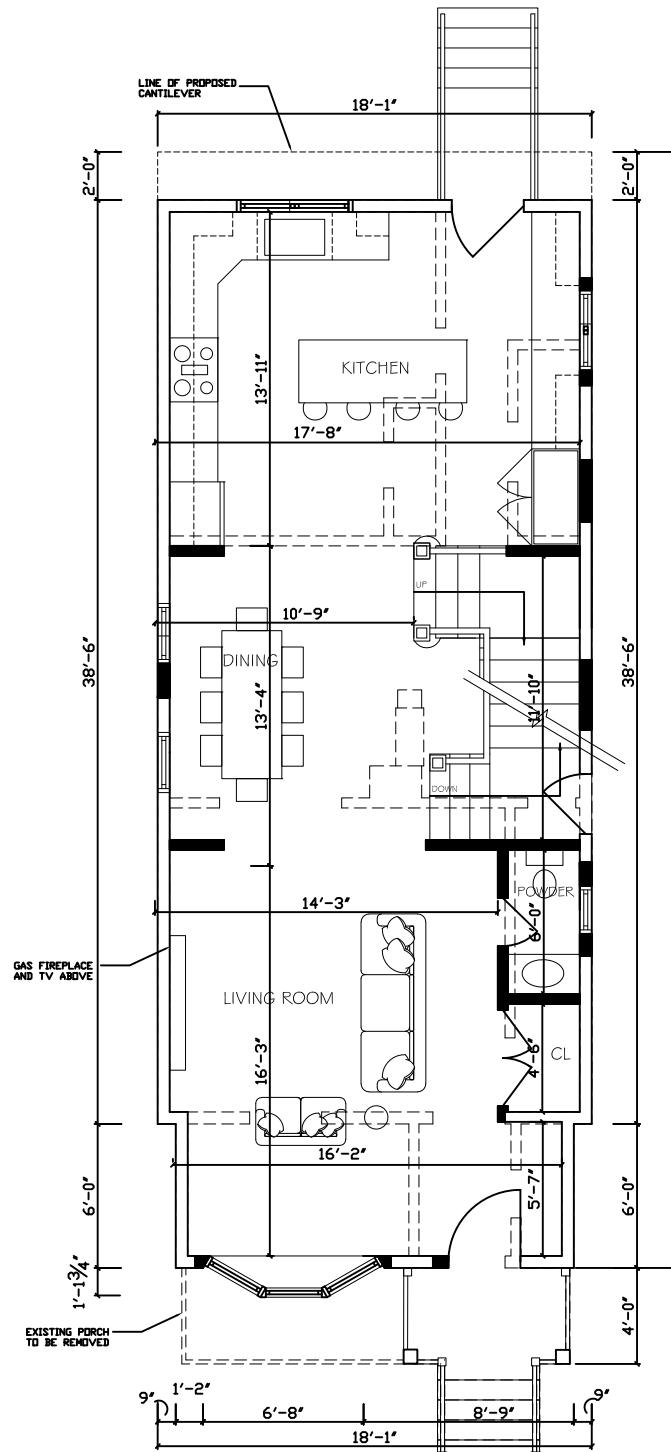 LINE OF PROPOSED
CANTILEVER
18'-1"
2'-0"
2'-0"
KITCHEN
13'-11"
17'-8"
UP
10'-9"
DINING
13'-4"
38'-6"
38'-6"
11'-10"
DOWN
POWDER
14'-3"
6'-0"
GAS FIREPLACE
AND TV ABOVE
LIVING ROOM
16'-3"
4'-6"
CL
16'-2"
6'-0"
5'-7"
6'-0"
1'-1 3/4"
EXISTING PORCH
TO BE REMOVED
4'-0"
9"
1'-2"
6'-8"
8'-9"
9"
18'-1"